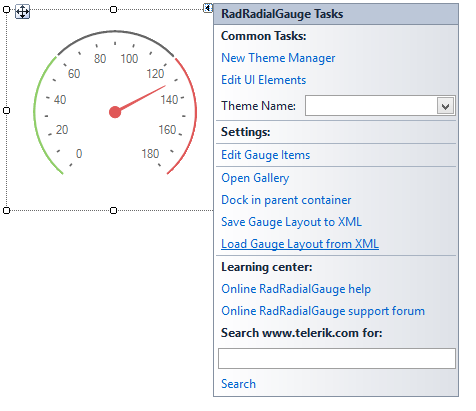 RadRadialGauge Tasks
Common Tasks:
New Theme Manager
Edit UI Elements
Theme Name:
Settings:
Edit Gauge Items
Open Gallery
Dock in parent container
Save Gauge Layout to XML
Load Gauge Layout from XML
Learning center:
Online RadRadialGauge help
Online RadRadialGauge support forum
Search www.telerik.com for:
Search
0
20
40
60
80
100
120
140
160
180